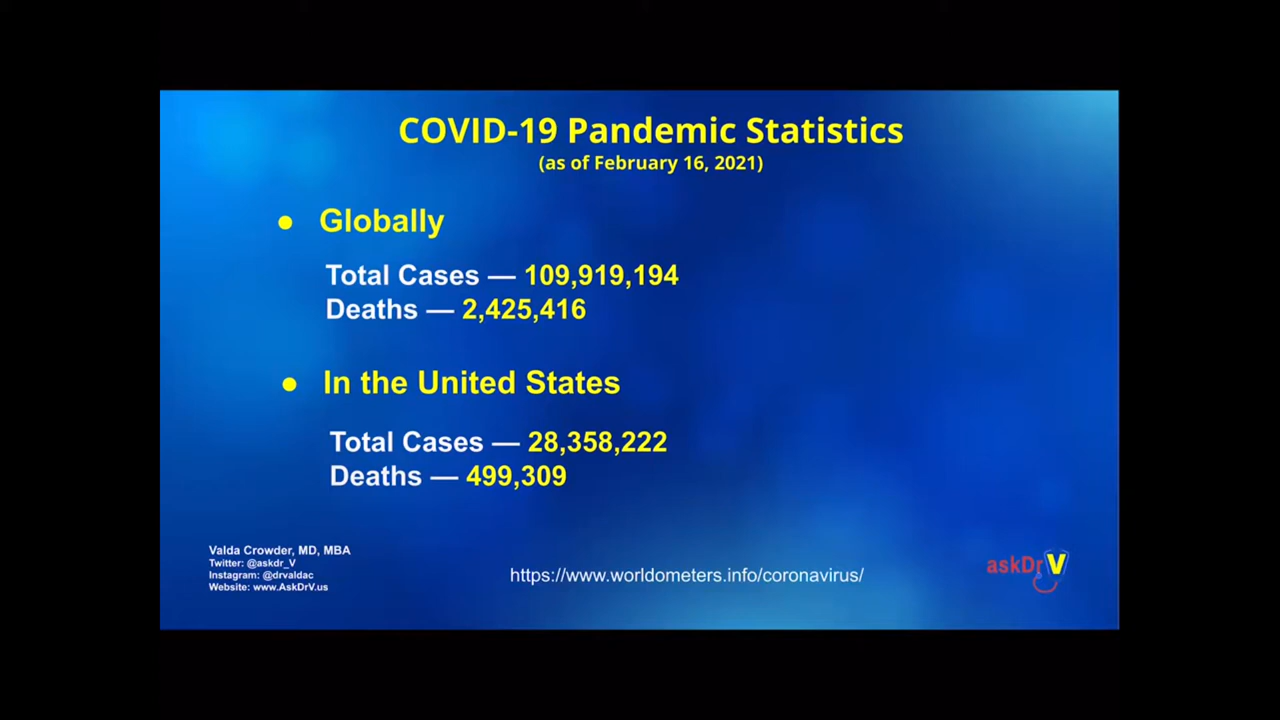 COVID-19 Pandemic Statistics
(as of February 16, 2021)
● Globally
Total Cases — 109,919,194
Deaths — 2,425,416
● In the United States
Total Cases — 28,358,222
Deaths — 499,309
Valda Crowder, MD, MBA
Twitter: @askdr_V
Instagram: @drvaldac
Website: www.AskDrV.us
https://www.worldometers.info/coronavirus/
askDrV